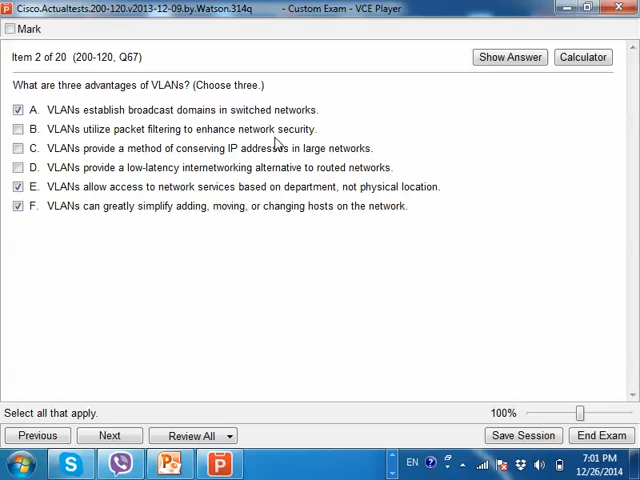 Cisco.Actualtests.200-120.v2013-12-09.by.Watson.314q - Custom Exam - VCE Player
Mark
Item 2 of 20 (200-120, Q67)
Show Answer
Calculator
What are three advantages of VLANs? (Choose three.)
A. VLANs establish broadcast domains in switched networks.
B. VLANs utilize packet filtering to enhance network security.
C. VLANs provide a method of conserving IP addresses in large networks.
D. VLANs provide a low-latency internetworking alternative to routed networks.
E. VLANs allow access to network services based on department, not physical location.
F. VLANs can greatly simplify adding, moving, or changing hosts on the network.
Select all that apply.
100%
Previous
Next
Review All
Save Session
End Exam
EN
7:01 PM
12/26/2014